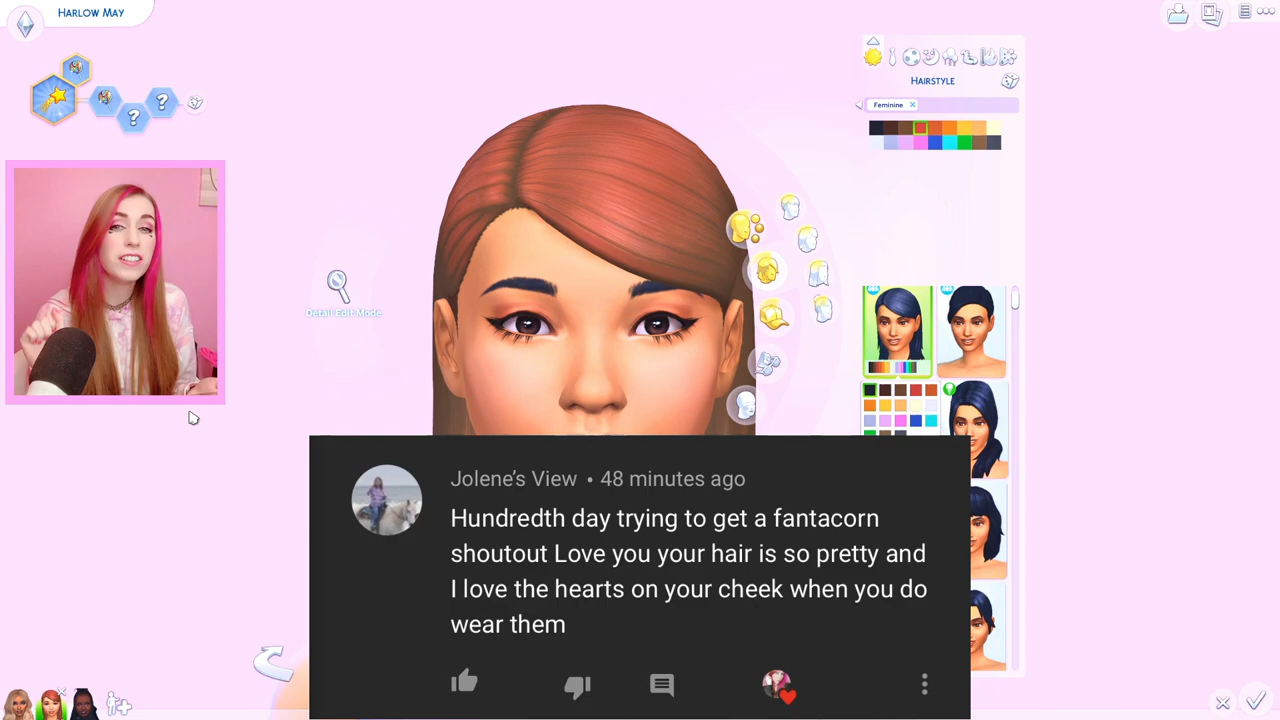 Harlow May
Hairstyle
Feminine
Detail Edit Mode
Jolene's View • 48 minutes ago
Hundredth day trying to get a fantacorn
shoutout Love you your hair is so pretty and
I love the hearts on your cheek when you do
wear them